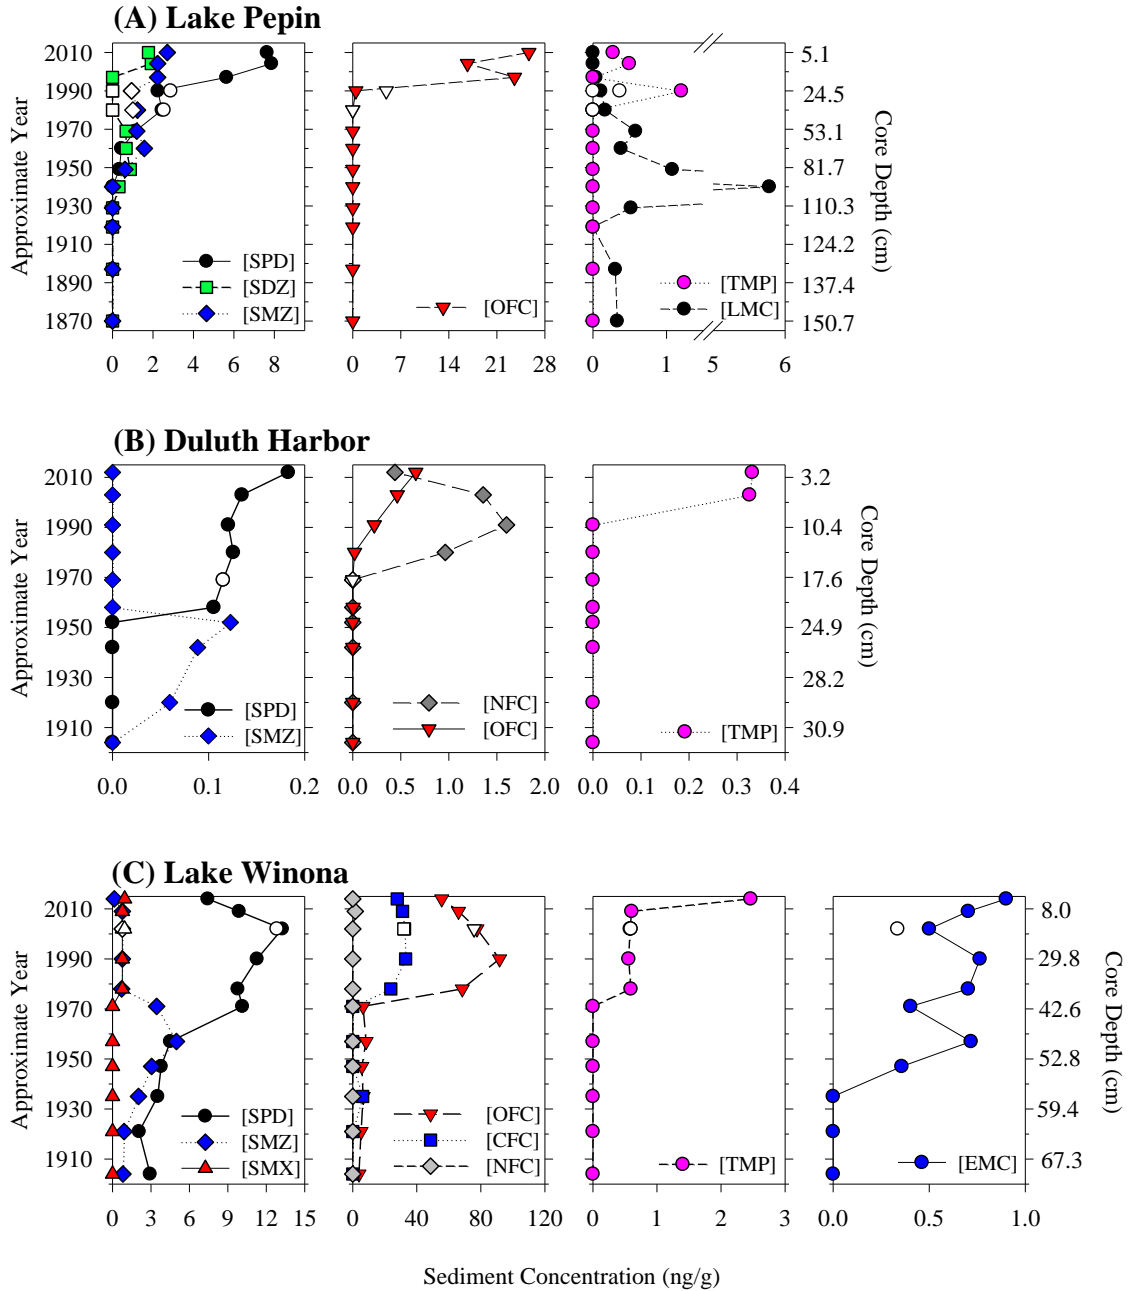 (A) Lake Pepin
2010
1990
1970
1950
1930
1910
1890
1870
Approximate Year
[SPD]
[SDZ]
[SMZ]
0 2 4 6 8
[OFC]
0 7 14 21 28
[TMP]
[LMC]
0 1 5 6
5.1
24.5
53.1
81.7
110.3
124.2
137.4
150.7
Core Depth (cm)
(B) Duluth Harbor
2010
1990
1970
1950
1930
1910
Approximate Year
[SPD]
[SMZ]
0.0 0.1 0.2
[NFC]
[OFC]
0.0 0.5 1.0 1.5 2.0
[TMP]
0.0 0.1 0.2 0.3 0.4
3.2
10.4
17.6
24.9
28.2
30.9
Core Depth (cm)
(C) Lake Winona
2010
1990
1970
1950
1930
1910
Approximate Year
[SPD]
[SMZ]
[SMX]
0 3 6 9 12 15
[OFC]
[CFC]
[NFC]
0 40 80 120
[TMP]
0 1 2 3
[EMC]
0.0 0.5 1.0
8.0
29.8
42.6
52.8
59.4
67.3
Core Depth (cm)
Sediment Concentration (ng/g)